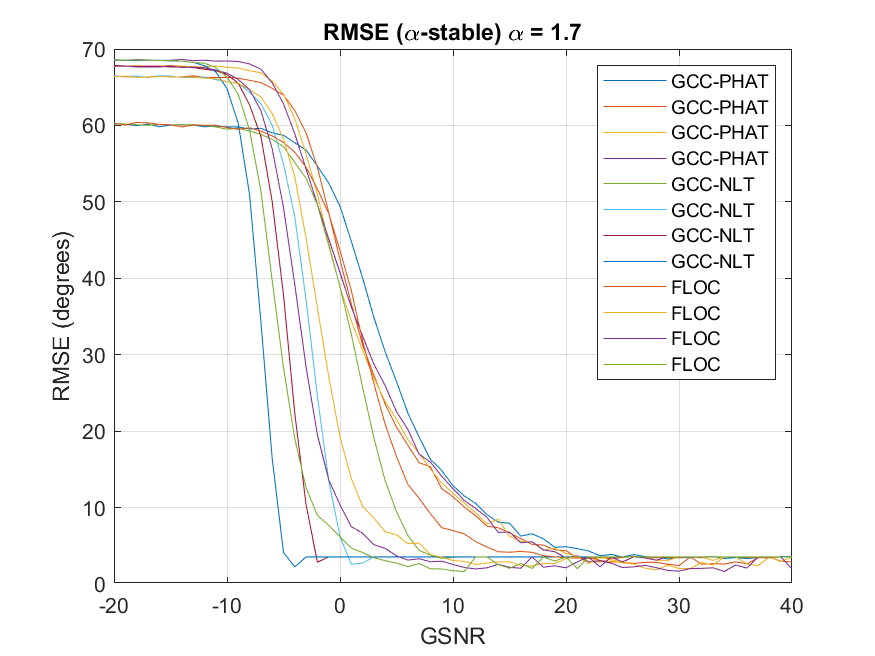 RMSE (α-stable) α = 1.7
70
60
50
40
30
20
10
0
RMSE (degrees)
GCC-PHAT
GCC-PHAT
GCC-PHAT
GCC-PHAT
GCC-NLT
GCC-NLT
GCC-NLT
GCC-NLT
FLOC
FLOC
FLOC
FLOC
-20
-10
0
10
20
30
40
GSNR